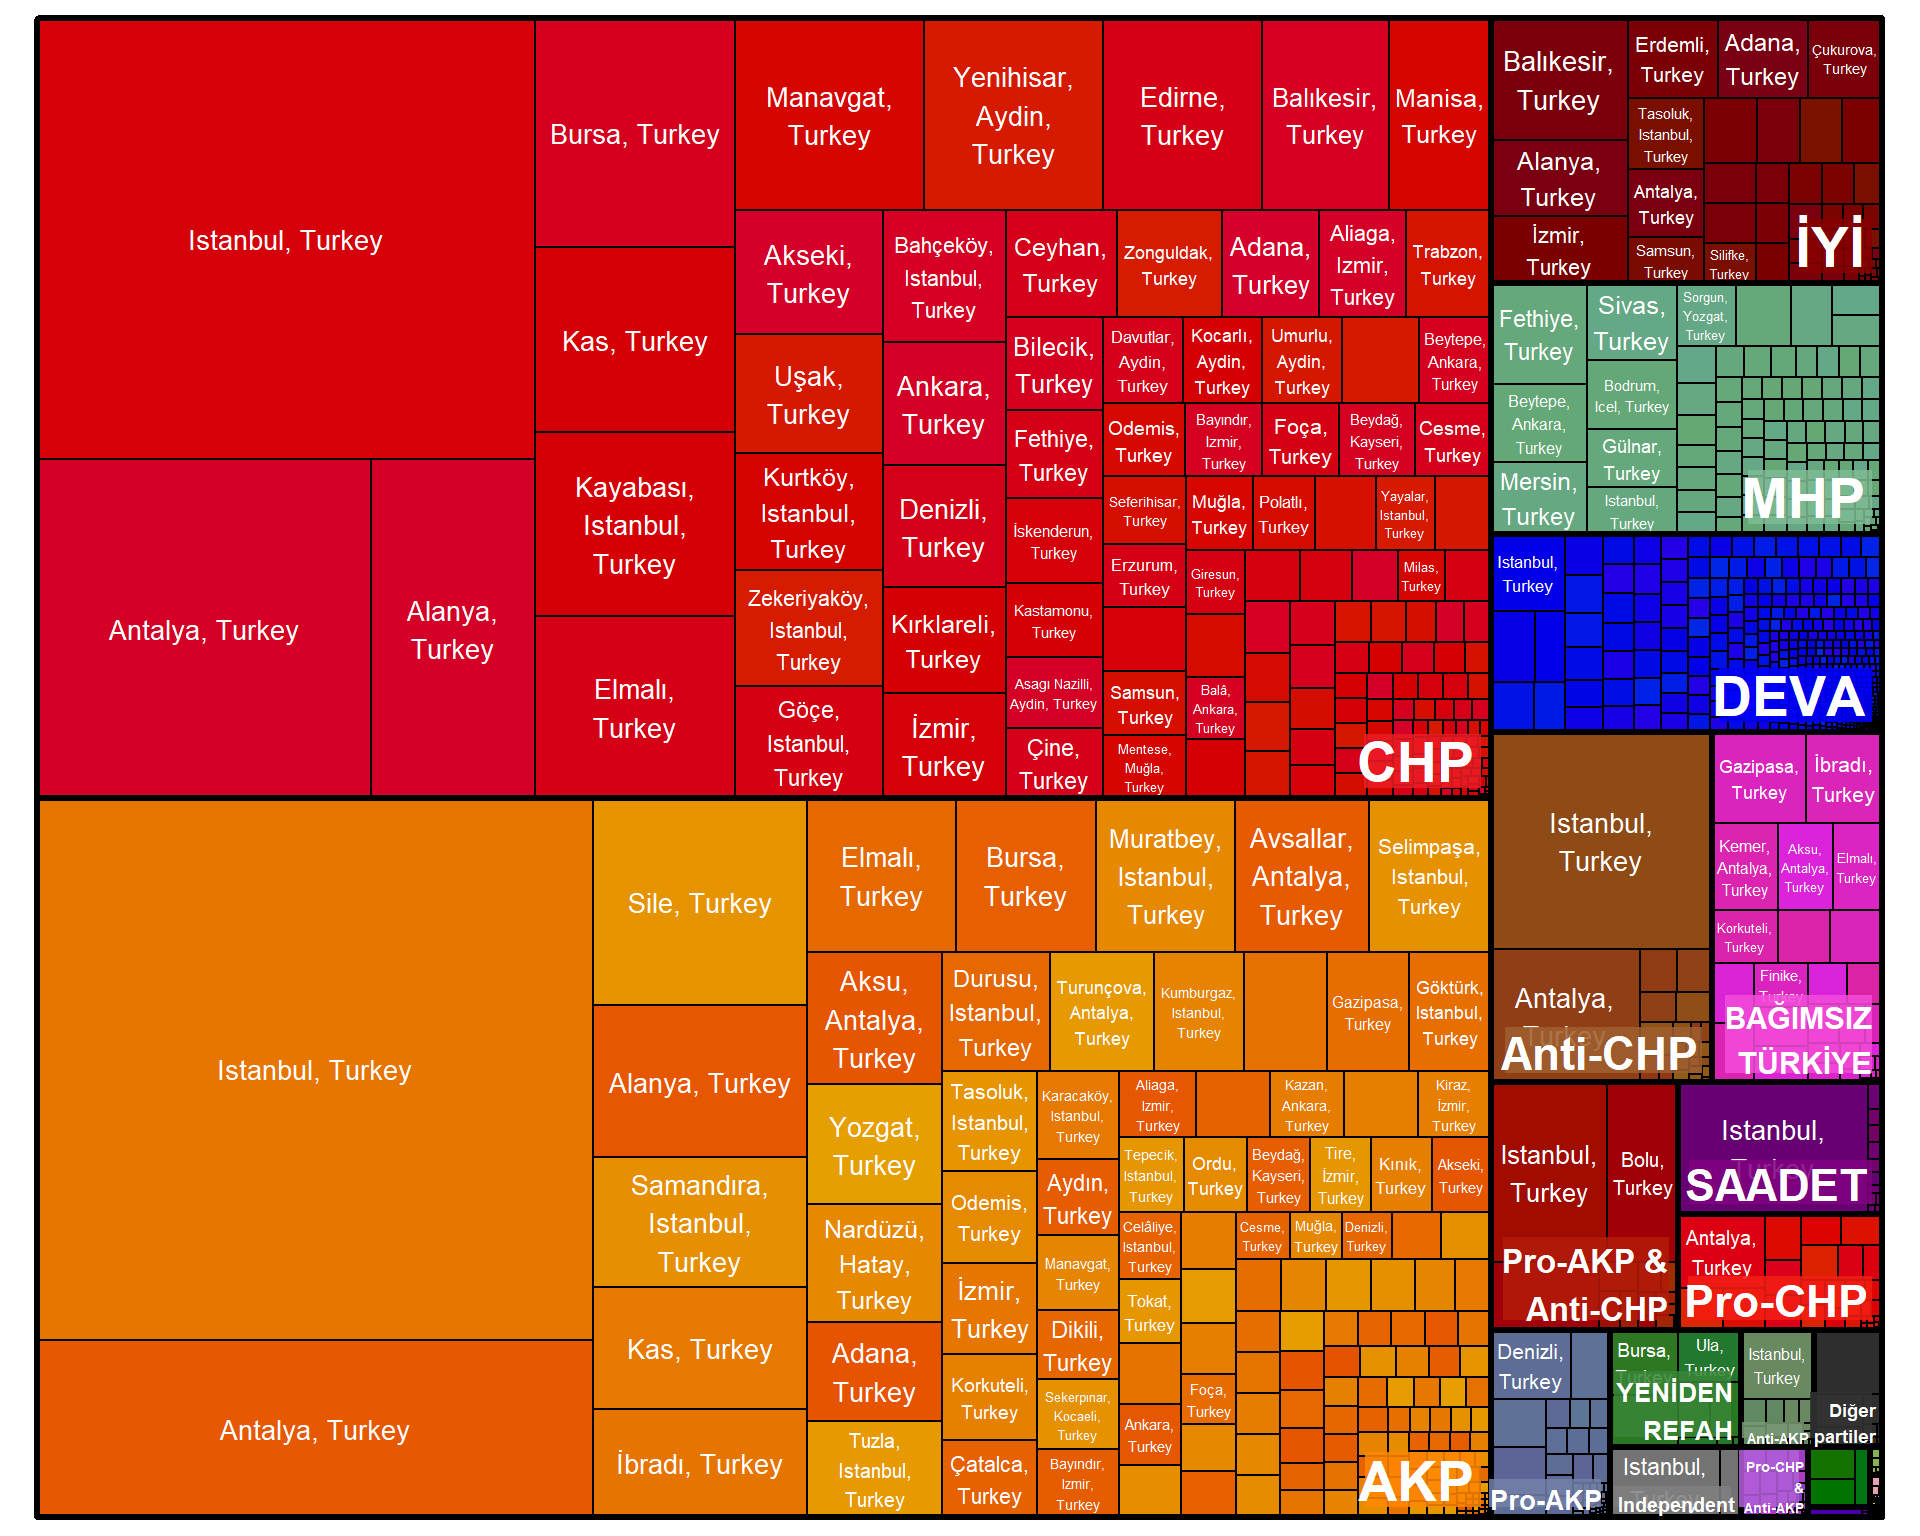 Istanbul, Turkey
Antalya, Turkey
Alanya,
Turkey
Bursa, Turkey
Kas, Turkey
Kayabası,
Istanbul,
Turkey
Elmalı,
Turkey
Manavgat,
Turkey
Yenihisar,
Aydin,
Turkey
Edirne,
Turkey
Balıkesir,
Turkey
Manisa,
Turkey
Akseki,
Turkey
Uşak,
Turkey
Kurtköy,
Istanbul,
Turkey
Zekeriyaköy,
Istanbul,
Turkey
Göçe,
Istanbul,
Turkey
Bahçeköy,
Istanbul,
Turkey
Ankara,
Turkey
Denizli,
Turkey
Kırklareli,
Turkey
İzmir,
Turkey
Ceyhan,
Turkey
Bilecik,
Turkey
Fethiye,
Turkey
İskenderun,
Turkey
Kastamonu,
Turkey
Asagı Nazilli,
Aydin, Turkey
Çine,
Turkey
Zonguldak,
Turkey
Adana,
Turkey
Aliaga,
Izmir,
Turkey
Trabzon,
Turkey
Davutlar,
Aydin,
Turkey
Kocarlı,
Aydin,
Turkey
Umurlu,
Aydin,
Turkey
Beytepe,
Ankara,
Turkey
Odemis,
Turkey
Bayındır,
Izmir,
Turkey
Foça,
Turkey
Beydağ,
Kayseri,
Turkey
Cesme,
Turkey
Seferihisar,
Turkey
Muğla,
Turkey
Polatlı,
Turkey
Yayalar,
Istanbul,
Turkey
Erzurum,
Turkey
Giresun,
Turkey
Milas,
Turkey
Samsun,
Turkey
Balâ,
Ankara,
Turkey
Mentese,
Muğla,
Turkey
CHP
Istanbul, Turkey
Antalya, Turkey
Sile, Turkey
Alanya, Turkey
Samandıra,
Istanbul,
Turkey
Kas, Turkey
İbradı, Turkey
Elmalı,
Turkey
Bursa,
Turkey
Muratbey,
Istanbul,
Turkey
Avsallar,
Antalya,
Turkey
Selimpaşa,
Istanbul,
Turkey
Aksu,
Antalya,
Turkey
Yozgat,
Turkey
Nardüzü,
Hatay,
Turkey
Adana,
Turkey
Tuzla,
Istanbul,
Turkey
Durusu,
Istanbul,
Turkey
Turunçova,
Antalya,
Turkey
Kumburgaz,
Istanbul,
Turkey
Gazipasa,
Turkey
Göktürk,
Istanbul,
Turkey
Tasoluk,
Istanbul,
Turkey
Odemis,
Turkey
İzmir,
Turkey
Korkuteli,
Turkey
Çatalca,
Turkey
Karacaköy,
Istanbul,
Turkey
Aydın,
Turkey
Manavgat,
Turkey
Dikili,
Turkey
Sekerpınar,
Kocaeli,
Turkey
Bayındır,
Izmir,
Turkey
Aliaga,
Izmir,
Turkey
Kazan,
Ankara,
Turkey
Kiraz,
İzmir,
Turkey
Tepecik,
Istanbul,
Turkey
Ordu,
Turkey
Beydağ,
Kayseri,
Turkey
Tire,
İzmir,
Turkey
Kınık,
Turkey
Akseki,
Turkey
Celâliye,
Istanbul,
Turkey
Cesme,
Turkey
Muğla,
Turkey
Denizli,
Turkey
Tokat,
Turkey
Foça,
Turkey
Ankara,
Turkey
AKP
Balıkesir,
Turkey
Alanya,
Turkey
İzmir,
Turkey
Erdemli,
Turkey
Adana,
Turkey
Çukurova,
Turkey
Tasoluk,
Istanbul,
Turkey
Antalya,
Turkey
Samsun,
Turkey
Silifke,
Turkey
İYİ
Fethiye,
Turkey
Beytepe,
Ankara,
Turkey
Mersin,
Turkey
Sivas,
Turkey
Bodrum,
Icel, Turkey
Gülnar,
Turkey
Istanbul,
Turkey
Sorgun,
Yozgat,
Turkey
MHP
Istanbul,
Turkey
DEVA
Istanbul,
Turkey
Antalya,
Turkey
Anti-CHP
Gazipasa,
Turkey
İbradı,
Turkey
Kemer,
Antalya,
Turkey
Aksu,
Antalya,
Turkey
Elmalı,
Turkey
Korkuteli,
Turkey
Finike,
Turkey
BAĞIMSIZ
TÜRKİYE
Istanbul,
Turkey
Bolu,
Turkey
Pro-AKP &
Anti-CHP
Istanbul,
Turkey
SAADET
Antalya,
Turkey
Pro-CHP
Denizli,
Turkey
Pro-AKP
Bursa,
Turkey
Ula,
Turkey
YENİDEN
REFAH
Istanbul,
Turkey
Anti-AKP
Diğer
partiler
Istanbul,
Turkey
Independent
Pro-CHP
&
Anti-AKP